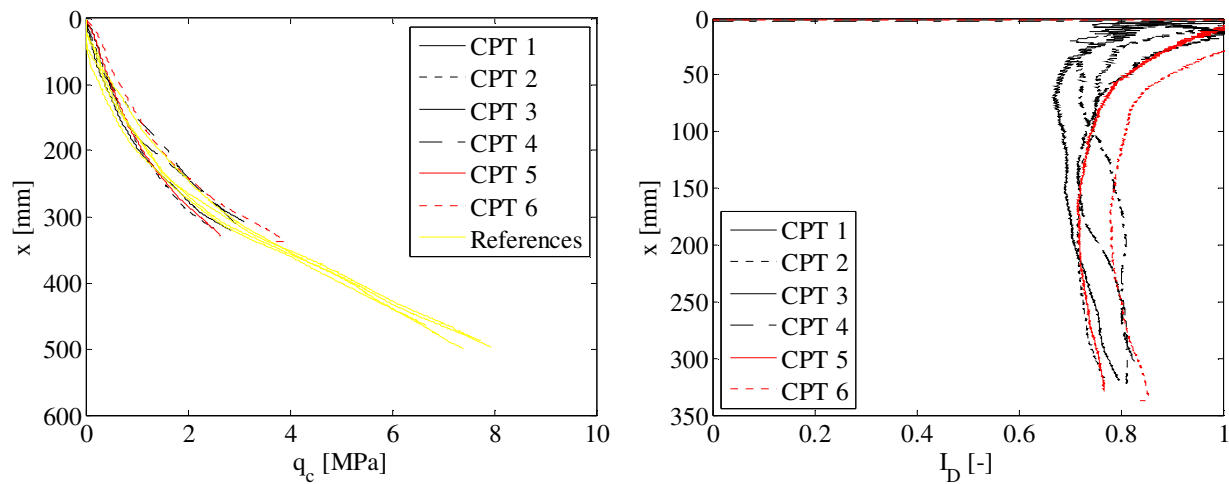 0
100
200
300
400
500
600
x [mm]
0 2 4 6 8 10
q_c [MPa]
CPT 1
CPT 2
CPT 3
CPT 4
CPT 5
CPT 6
References
0
50
100
150
200
250
300
350
x [mm]
0 0.2 0.4 0.6 0.8 1
I_D [-]
CPT 1
CPT 2
CPT 3
CPT 4
CPT 5
CPT 6